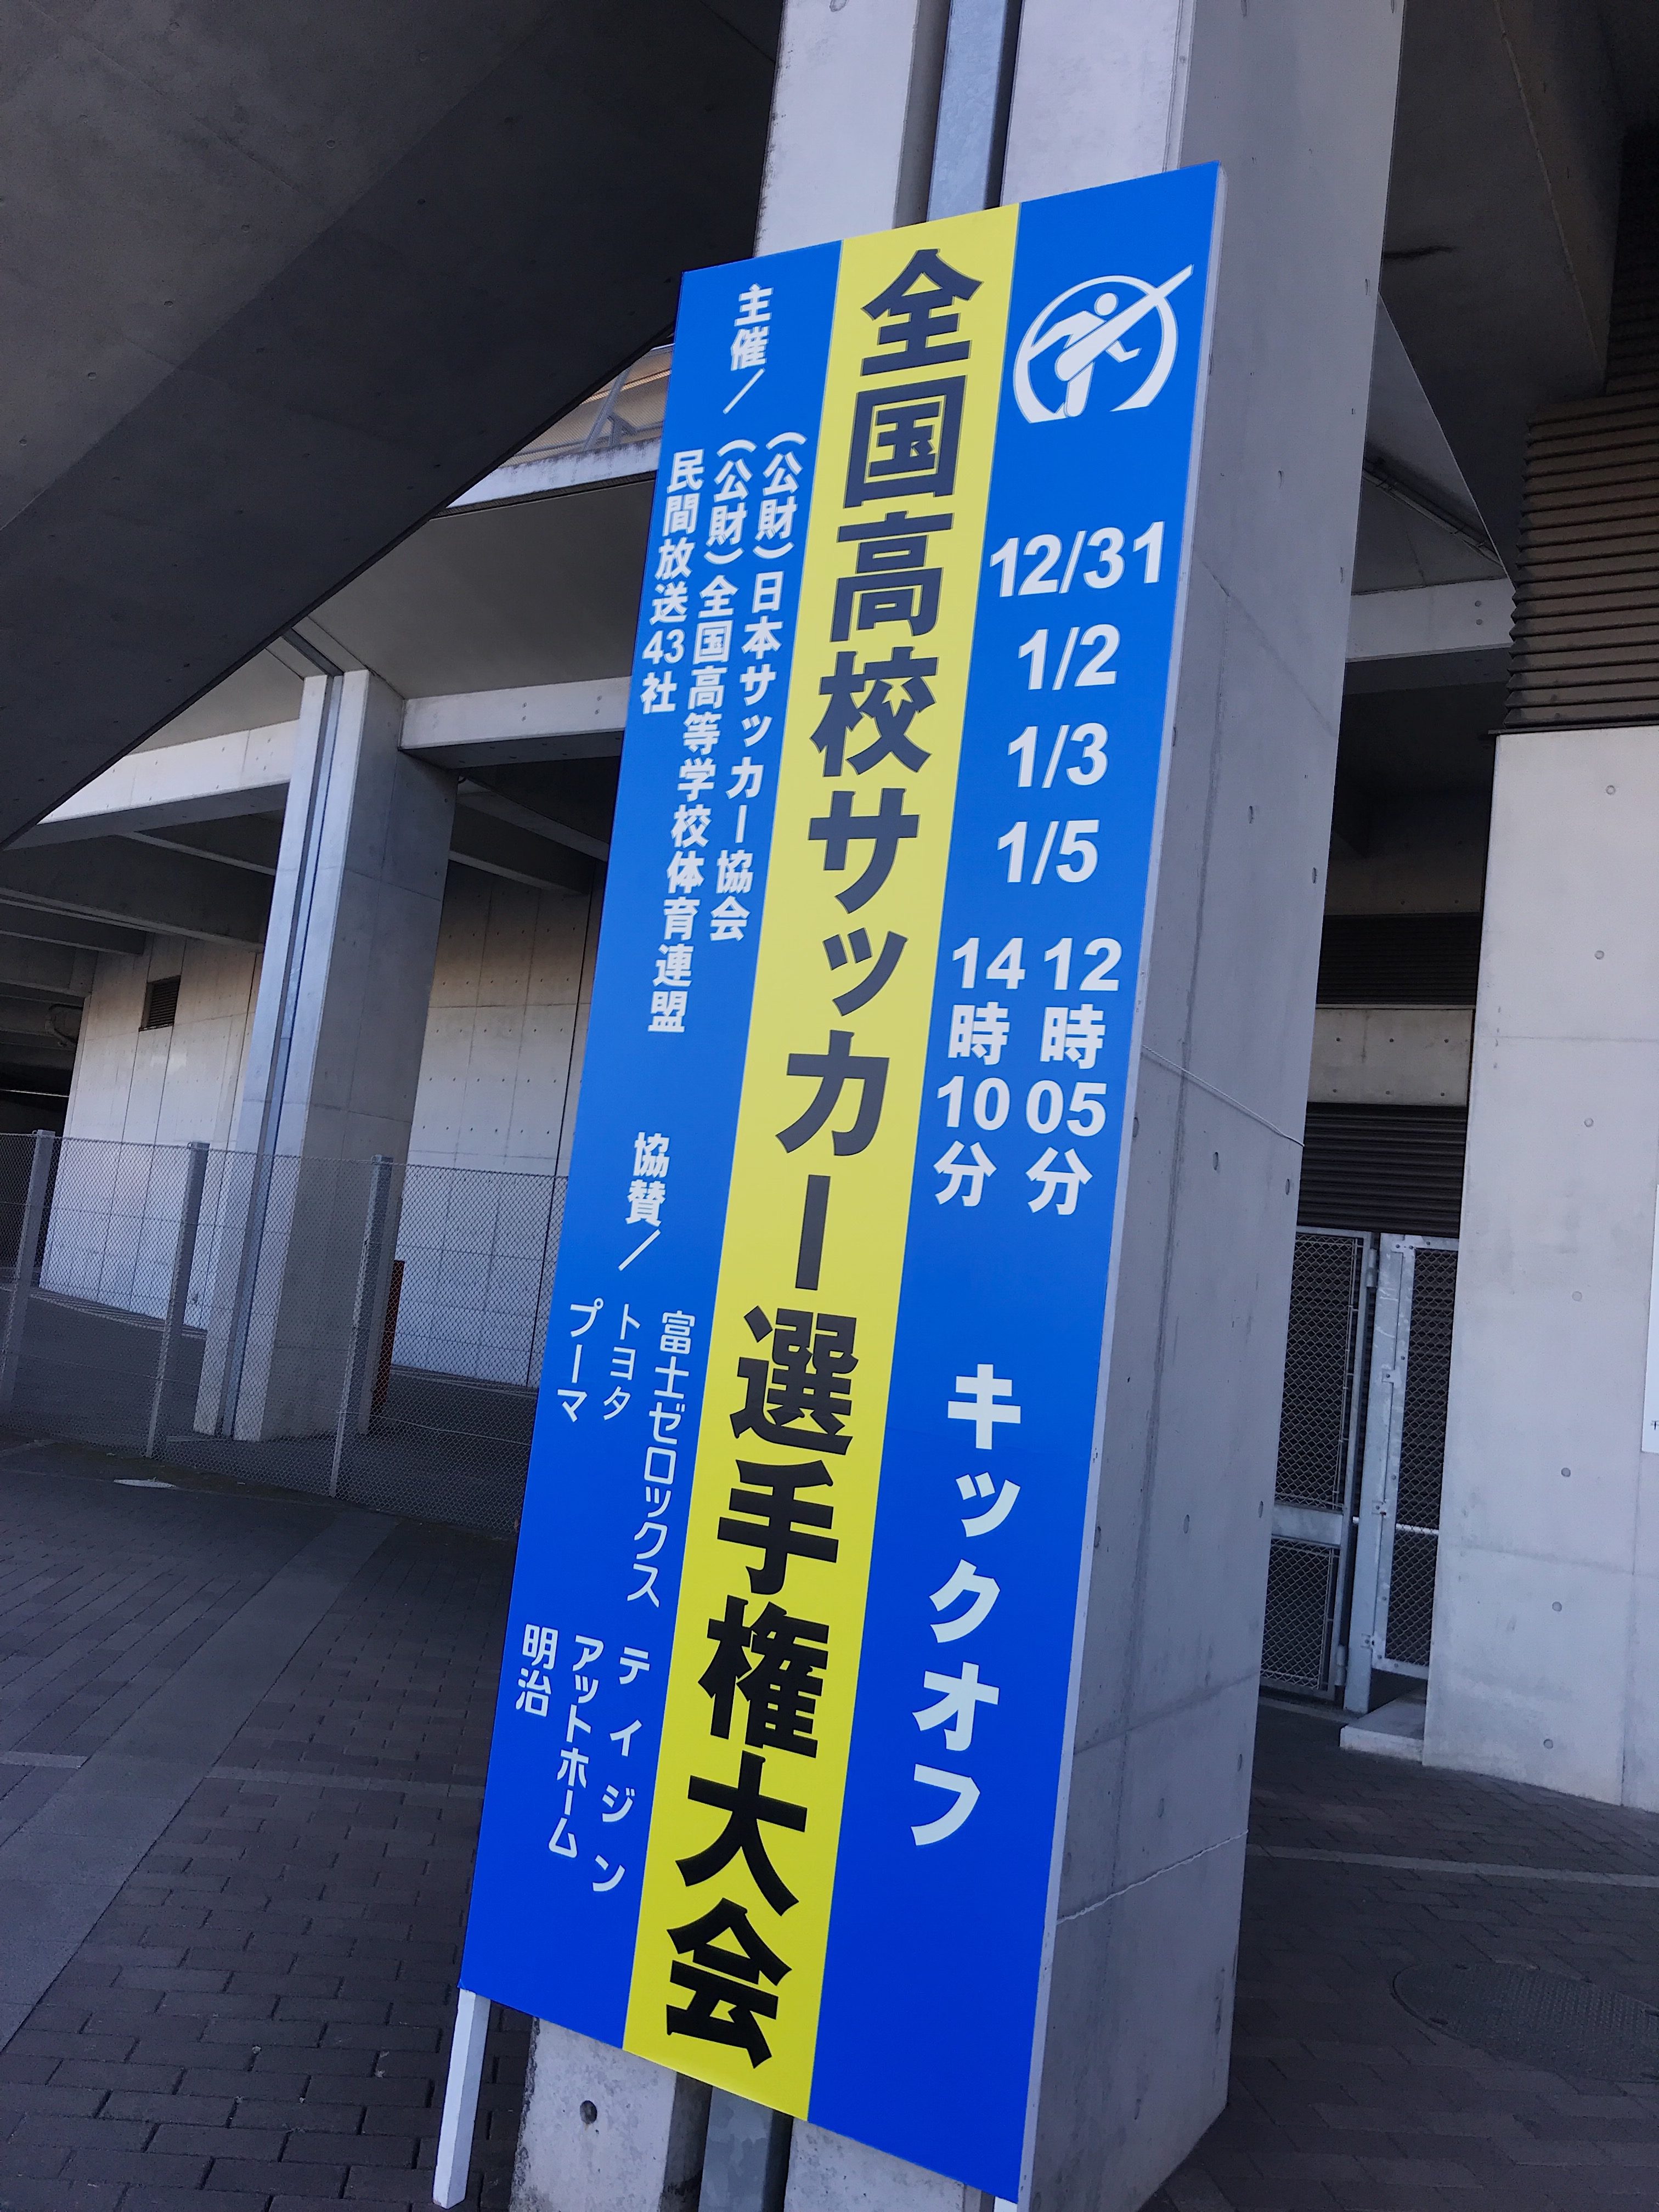 12/31
1/2
1/3
1/5
12時05分
14時10分
キックオフ
全国高校サッカー選手権大会
主催/
(公財)日本サッカー協会
(公財)全国高等学校体育連盟
民間放送43社
協賛/
富士ゼロックス
トヨタ
プーマ
テイジン
アットホーム
明治